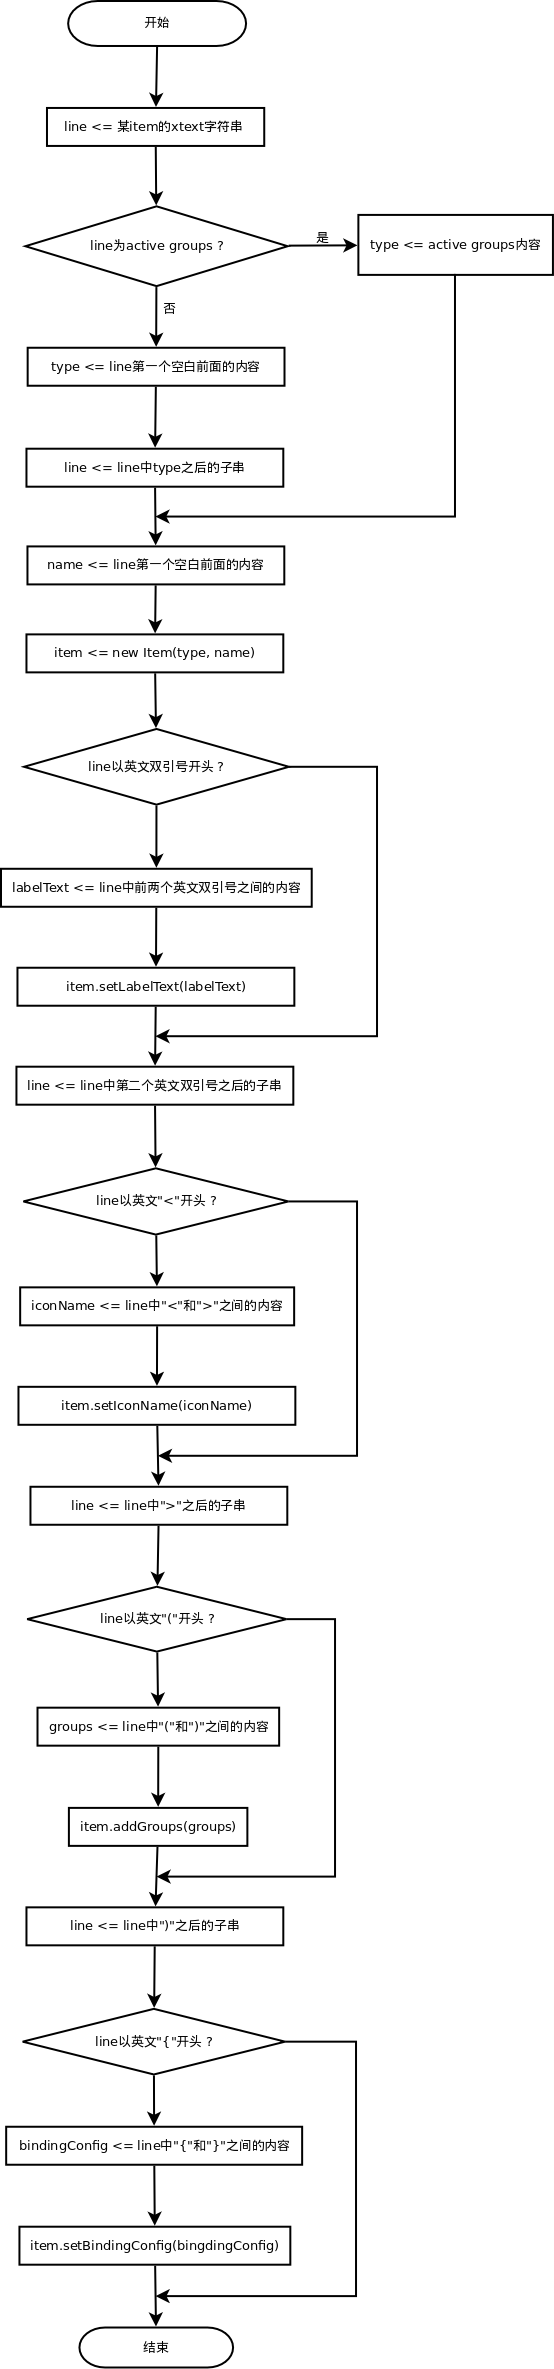 开始
line <= 某item的xtext字符串
line为active groups ?
是
type <= active groups内容
否
type <= line第一个空白前面的内容
line <= line中type之后的子串
name <= line第一个空白前面的内容
item <= new Item(type, name)
line以英文双引号开头 ?
labelText <= line中前两个英文双引号之间的内容
item.setLabelText(labelText)
line <= line中第二个英文双引号之后的子串
line以英文"<"开头 ?
iconName <= line中"<"和">"之间的内容
item.setIconName(iconName)
line <= line中">"之后的子串
line以英文"("开头 ?
groups <= line中"("和")"之间的内容
item.addGroups(groups)
line <= line中")"之后的子串
line以英文"{"开头 ?
bindingConfig <= line中"{"和"}"之间的内容
item.setBindingConfig(bingdingConfig)
结束